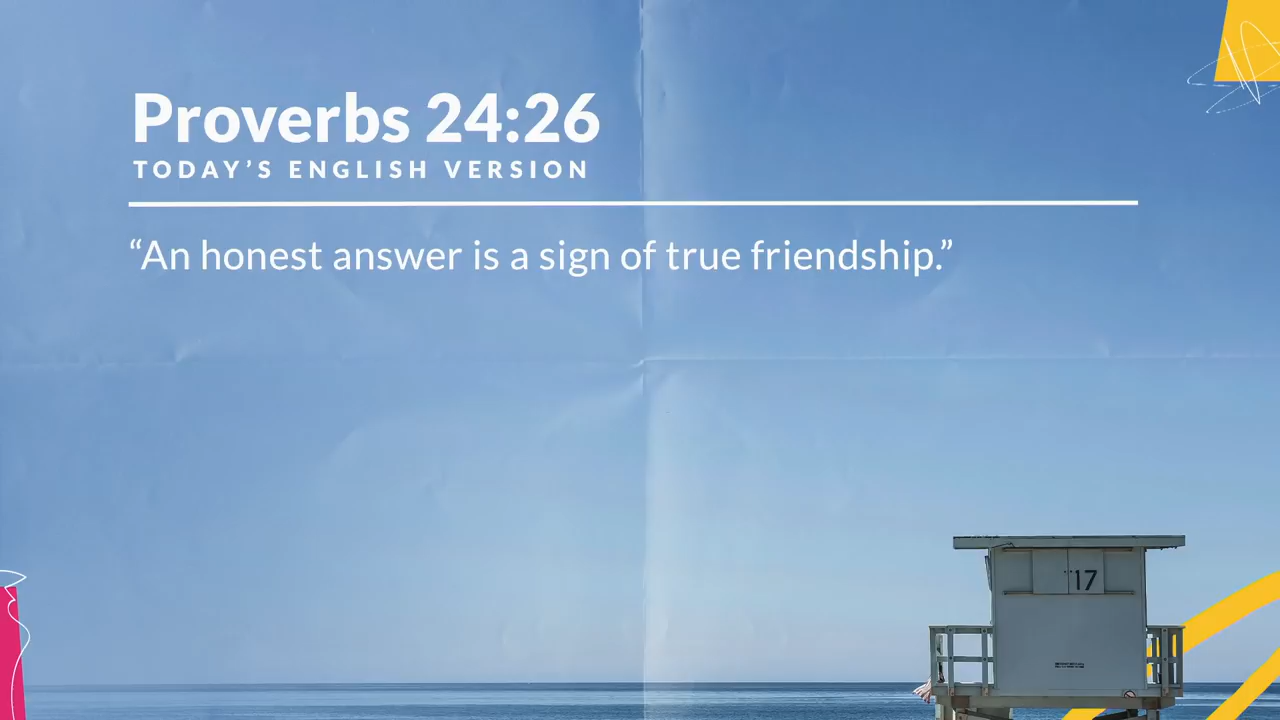 Proverbs 24:26
TODAY’S ENGLISH VERSION
“An honest answer is a sign of true friendship.”
17